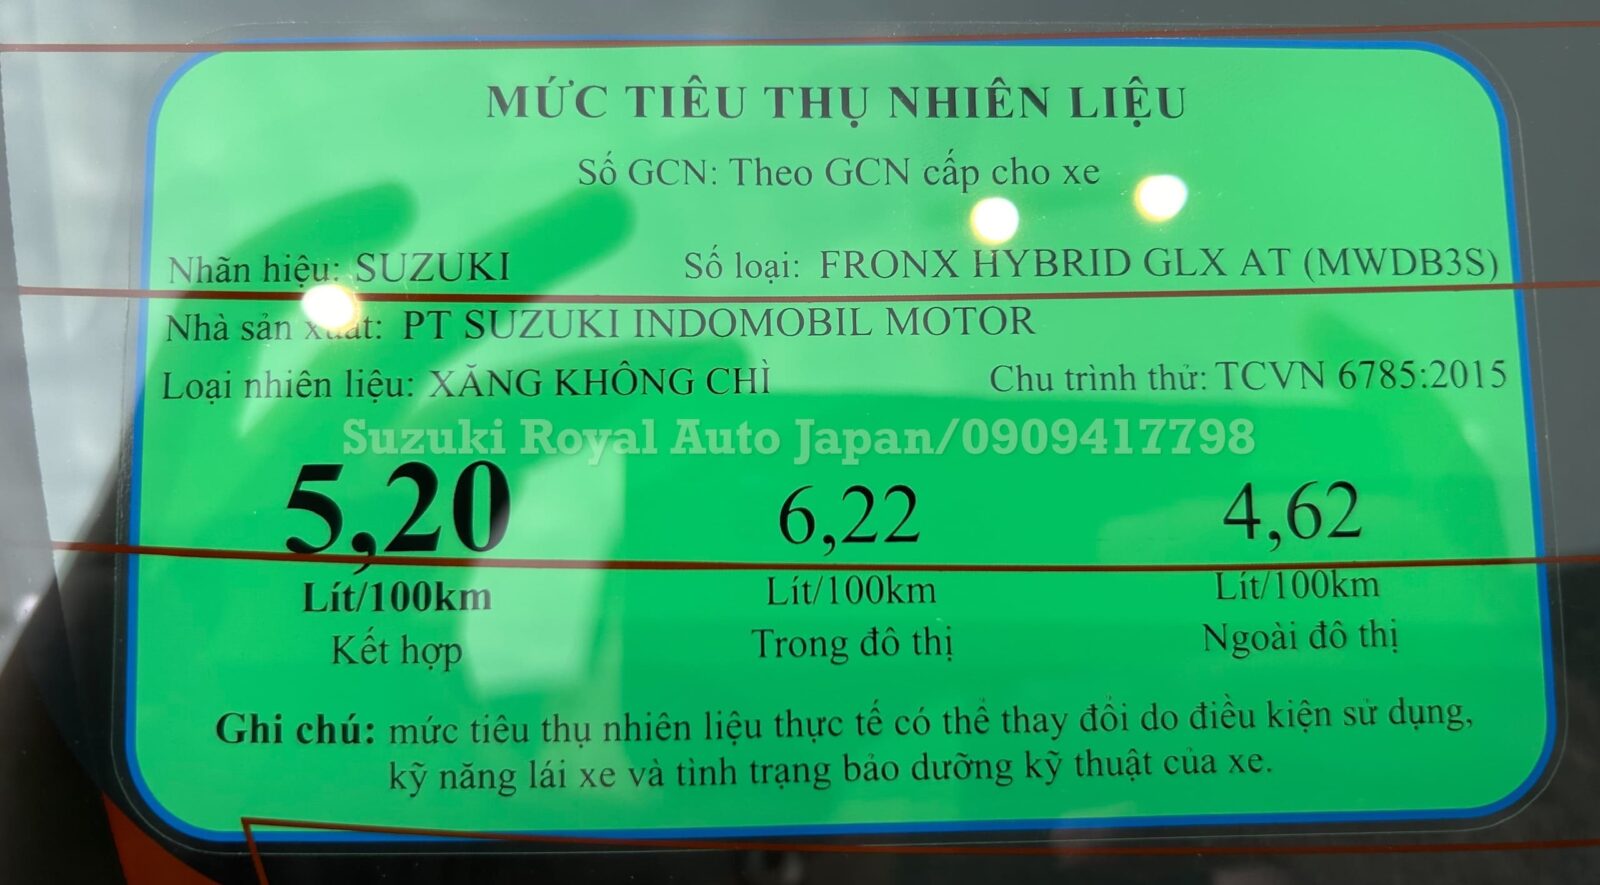 MỨC TIÊU THỤ NHIÊN LIỆU
Số GCN: Theo GCN cấp cho xe
Nhãn hiệu: SUZUKI Số loại: FRONX HYBRID GLX AT (MWDB3S)
Nhà sản xuất: PT SUZUKI INDOMOBIL MOTOR
Loại nhiên liệu: XĂNG KHÔNG CHÌ Chu trình thử: TCVN 6785:2015
Suzuki Royal Auto Japan/0909417798
5,20 6,22 4,62
Lít/100km Lít/100km Lít/100km
Kết hợp Trong đô thị Ngoài đô thị
Ghi chú: mức tiêu thụ nhiên liệu thực tế có thể thay đổi do điều kiện sử dụng,
kỹ năng lái xe và tình trạng bảo dưỡng kỹ thuật của xe.